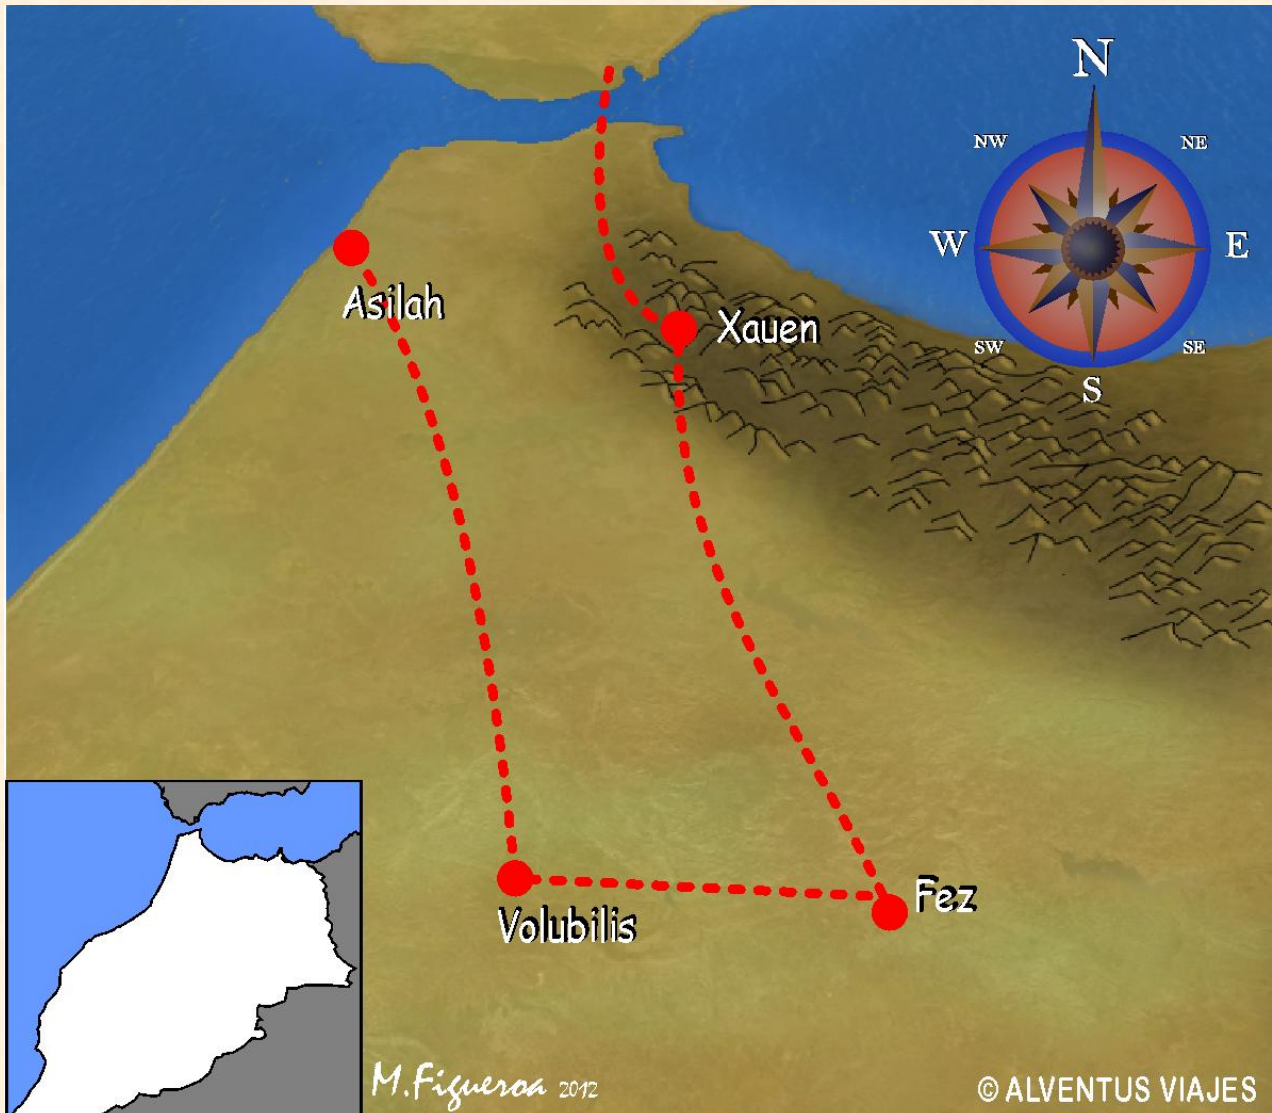 N
NW
NE
W
E
SW
SE
S
Asilah
Xauen
Volubilis
Fez
M.Figueroa 2012
© ALVENTUS VIAJES